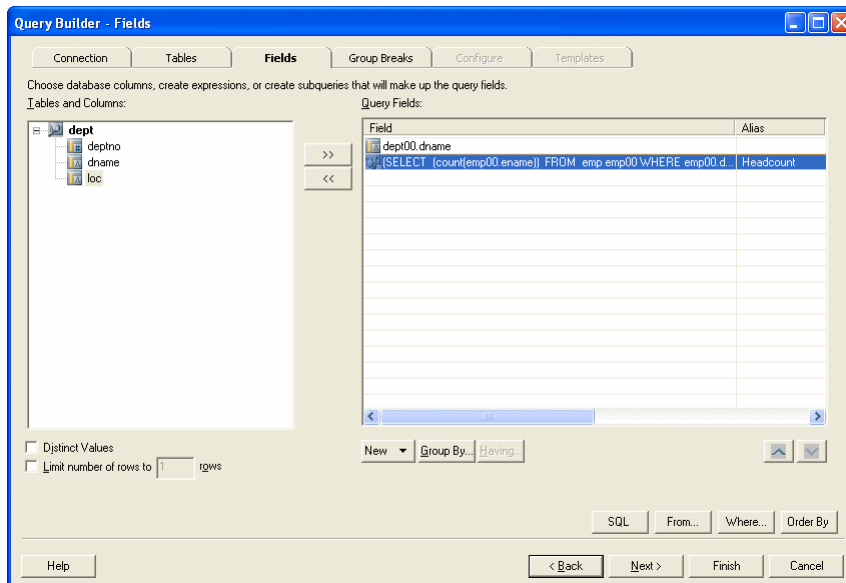 Query Builder - Fields
Connection Tables Fields Group Breaks Configure Templates
Choose database columns, create expressions, or create subqueries that will make up the query fields.
Tables and Columns: Query Fields:
Field Alias
dept
deptno
dname
loc
>>
<<
dept00.dname
(SELECT (count(emp00.ename)) FROM emp emp00 WHERE emp00.d... Headcount
Distinct Values
Limit number of rows to 1 rows
New Group By... Having...
SQL From... Where... Order By
Help < Back Next > Finish Cancel